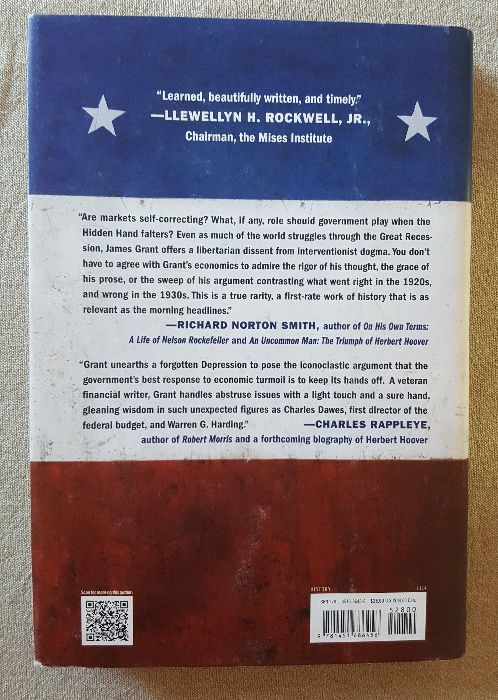 “Learned, beautifully written, and timely.”
—LLEWELLYN H. ROCKWELL, JR.,
Chairman, the Mises Institute
“Are markets self-correcting? What, if any, role should government play when the
Hidden Hand falters? Even as much of the world struggles through the Great Reces-
sion, James Grant offers a libertarian dissent from interventionist dogma. You don’t
have to agree with Grant’s economics to admire the rigor of his thought, the grace of
his prose, or the sweep of his argument contrasting what went right in the 1920s,
and wrong in the 1930s. This is a true rarity, a first-rate work of history that is as
relevant as the morning headlines.”
—RICHARD NORTON SMITH, author of On His Own Terms:
A Life of Nelson Rockefeller and An Uncommon Man: The Triumph of Herbert Hoover
“Grant unearths a forgotten Depression to pose the iconoclastic argument that the
government’s best response to economic turmoil is to keep its hands off. A veteran
financial writer, Grant handles abstruse issues with a light touch and a sure hand,
gleaning wisdom in such unexpected figures as Charles Dawes, first director of the
federal budget, and Warren G. Harding.” —CHARLES RAPPLEYE,
author of Robert Morris and a forthcoming biography of Herbert Hoover
Scan for more on this author.
HISTORY
52800
9 781451 686456